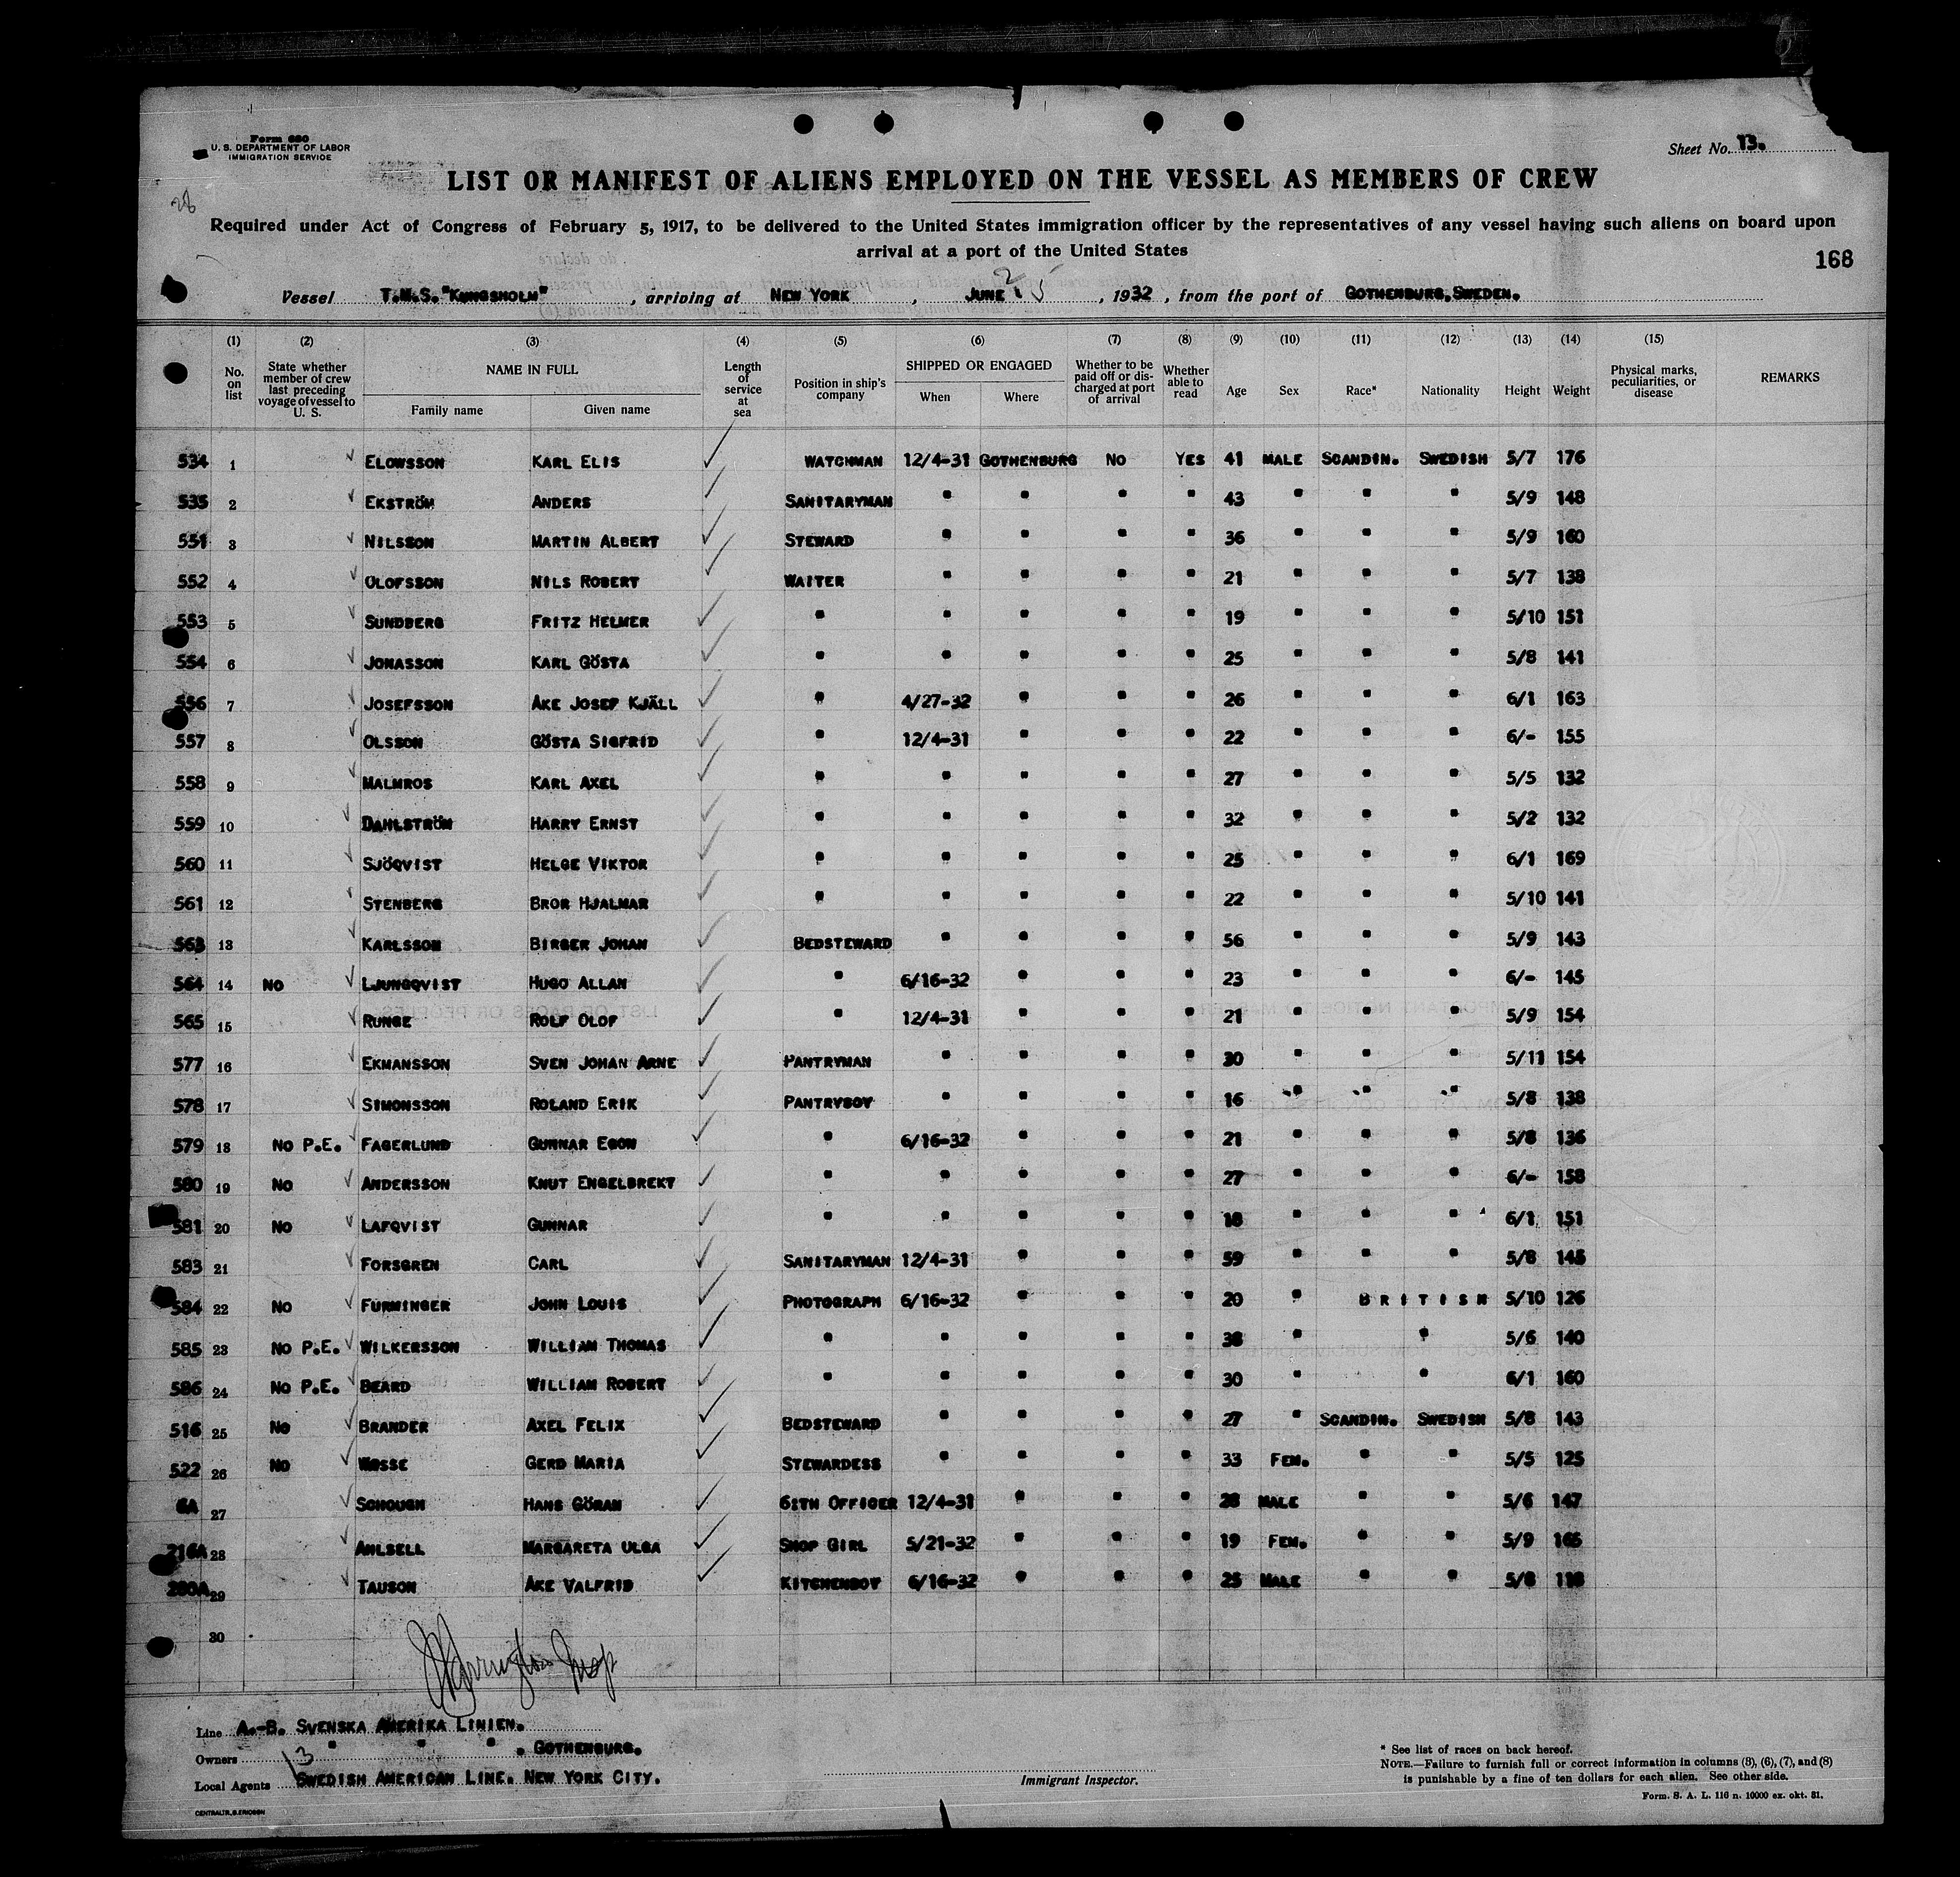 Form 680
U. S. DEPARTMENT OF LABOR
IMMIGRATION SERVICE
Sheet No. 13.
LIST OR MANIFEST OF ALIENS EMPLOYED ON THE VESSEL AS MEMBERS OF CREW
28
Required under Act of Congress of February 5, 1917, to be delivered to the United States immigration officer by the representatives of any vessel having such aliens on board upon
arrival at a port of the United States
168
Vessel T.M.S. "KUNGSHOLM", arriving at NEW YORK, JUNE 25, 1932, from the port of GOTHENBURG, SWEDEN.
(1) (2) (3) (4) (5) (6) (7) (8) (9) (10) (11) (12) (13) (14) (15)
No. on list State whether member of crew last preceding voyage of vessel to U. S. NAME IN FULL Family name Given name Length of service at sea Position in ship's company SHIPPED OR ENGAGED When Where Whether to be paid off or discharged at port of arrival Whether able to read Age Sex Race* Nationality Height Weight Physical marks, peculiarities, or disease REMARKS
534 1 ✓ ELOWSSON KARL ELIS ✓ WATCHMAN 12/4-31 GOTHENBURG NO YES 41 MALE SCANDIN. SWEDISH 5/7 176
535 2 ✓ EKSTRÖM ANDERS ✓ SANITARYMAN " " " " 43 " " " 5/9 148
551 3 ✓ NILSSON MARTIN ALBERT ✓ STEWARD " " " " 36 " " " 5/9 160
552 4 ✓ OLOFSSON NILS ROBERT ✓ WAITER " " " " 21 " " " 5/7 138
553 5 ✓ SUNDBERG FRITZ HELMER ✓ " " " " " 19 " " " 5/10 151
554 6 ✓ JONASSON KARL GÖSTA ✓ " " " " " 25 " " " 5/8 141
556 7 ✓ JOSEFSSON AKE JOSEF KJÄLL ✓ " 4/27-32 " " " 26 " " " 6/1 163
557 8 ✓ OLSSON GÖSTA SIGFRID ✓ " 12/4-31 " " " 22 " " " 6/- 155
558 9 ✓ MALMROS KARL AXEL ✓ " " " " " 27 " " " 5/5 132
559 10 ✓ DAHLSTRÖM HARRY ERNST ✓ " " " " " 32 " " " 5/2 132
560 11 ✓ SJÖQVIST HELGE VIKTOR ✓ " " " " " 25 " " " 6/1 169
561 12 ✓ STENBERG BROR HJALMAR ✓ " " " " " 22 " " " 5/10 141
563 13 KARLSSON BIRGER JOHAN ✓ BEDSTEWARD " " " " 56 " " " 5/9 143
564 14 NO ✓ LJUNGQVIST HUGO ALLAN ✓ " 6/16-32 " " " 23 " " " 6/- 145
565 15 ✓ RUNGE ROLF OLOF ✓ " 12/4-31 " " " 21 " " " 5/9 154
577 16 ✓ EKMANSSON SVEN JOHAN ARNE ✓ PANTRYMAN " " " " 30 " " " 5/11 154
578 17 ✓ SIMONSSON ROLAND ERIK ✓ PANTRYBOY " " " " 16 " " " 5/8 138
579 18 NO P.E. ✓ FAGERLUND GUNNAR EGON ✓ " 6/16-32 " " " 21 " " " 5/8 136
580 19 NO ✓ ANDERSSON KNUT ENGELBREKT ✓ " " " " " 27 " " " 6/- 158
581 20 NO ✓ LAFQVIST GUNNAR ✓ " " " " " 18 " " " 6/1 151
583 21 ✓ FORSGREN CARL ✓ SANITARYMAN 12/4-31 " " " 59 " " " 5/8 145
584 22 NO ✓ FURMINGER JOHN LOUIS ✓ PHOTOGRAPH 6/16-32 " " " 20 " BRITISH 5/10 126
585 23 NO P.E. ✓ WILKERSSON WILLIAM THOMAS ✓ " " " " " 38 " " 5/6 140
586 24 NO P.E. ✓ BEARD WILLIAM ROBERT ✓ " " " " " 30 " " 6/1 160
516 25 NO ✓ BRANDER AXEL FELIX ✓ BEDSTEWARD " " " " 27 " SCANDIN. SWEDISH 5/8 143
522 26 NO ✓ GERD MARIA ✓ STEWARDESS " " " " 33 FEM. " " 5/5 125
6A 27 ✓ SCHOUGH HANS GÖRAN ✓ 6ITH OFFICER 12/4-31 " " " 28 MALE " " 5/6 147
216A 28 ✓ AHLSELL MARGARETA ULGA ✓ SHOP GIRL 5/21-32 " " " 19 FEM. " " 5/9 165
280A 29 ✓ TAUSON AKE VALFRID ✓ KITCHENBOY 6/16-32 " " " 25 MALE " " 5/8 118
30
Line A.-B. SVENSKA AMERIKA LINIEN.
Owners " " " , GOTHENBURG.
13
Local Agents SWEDISH AMERICAN LINE. NEW YORK CITY.
Immigrant Inspector.
* See list of races on back hereof.
NOTE.—Failure to furnish full or correct information in columns (3), (6), (7), and (8)
is punishable by a fine of ten dollars for each alien. See other side.
Form. S. A. L. 116 n. 10000 ex. okt. 31.
CENTRALTR., G. ERICSON